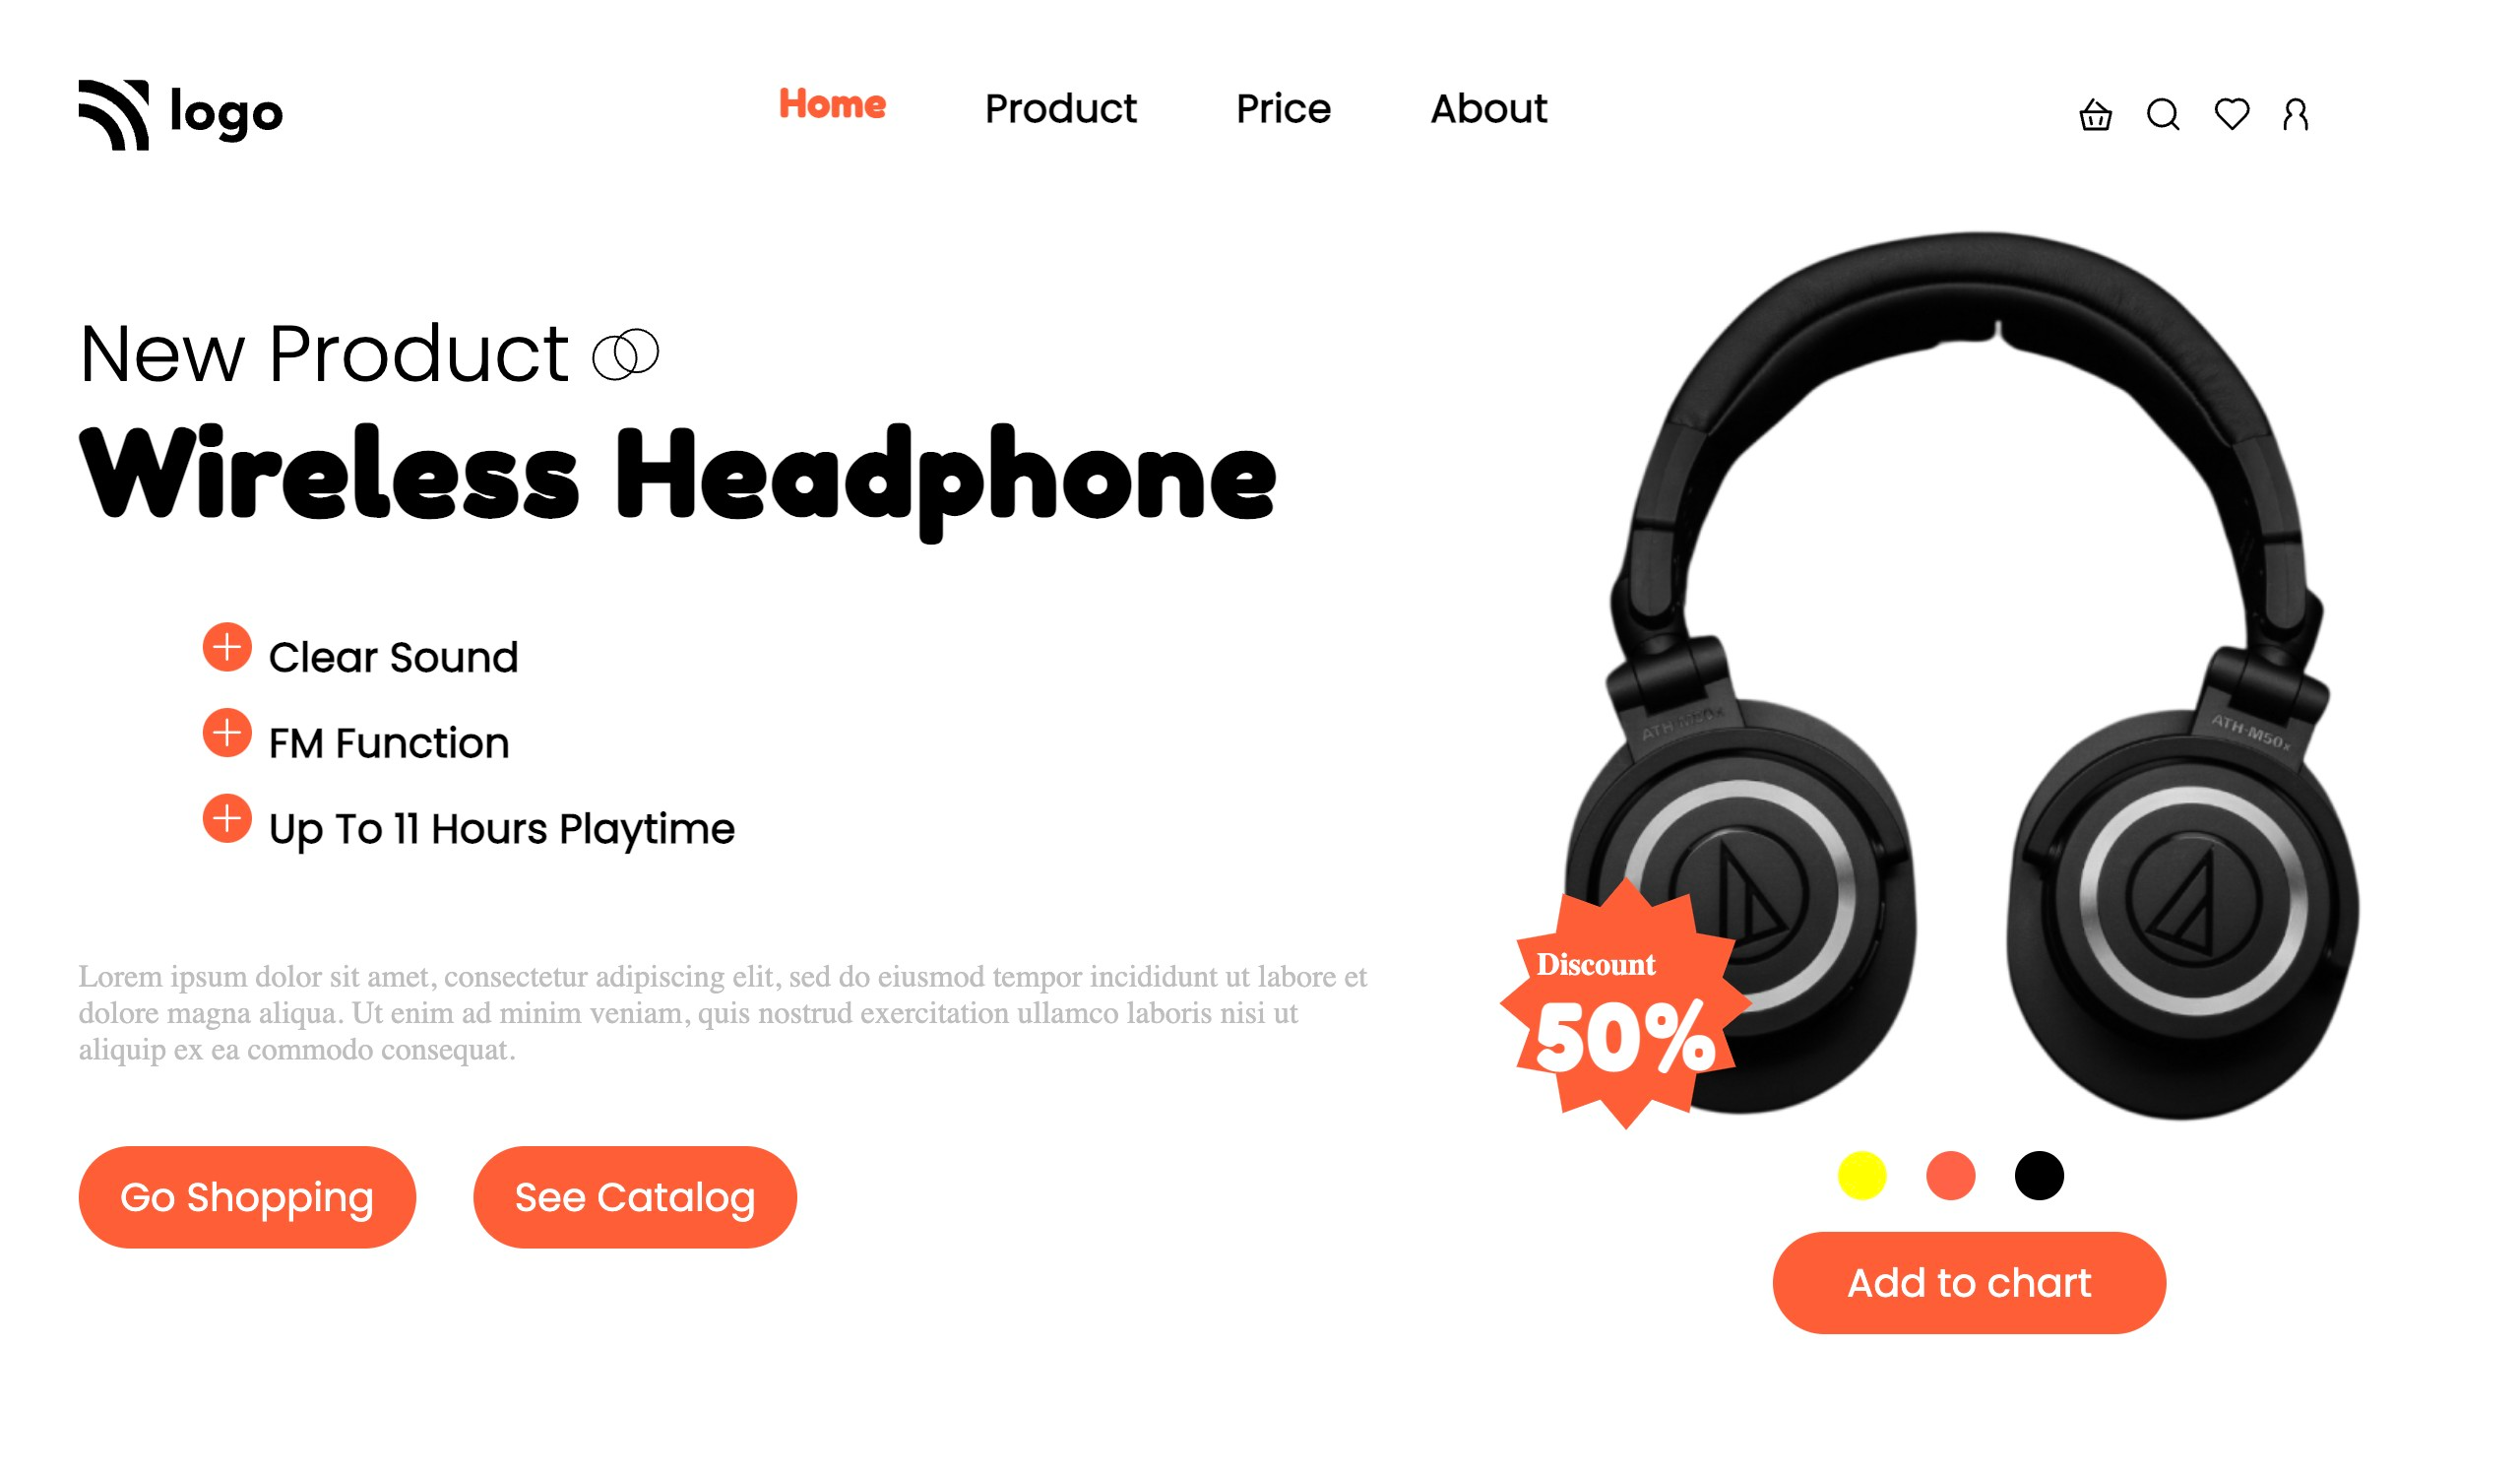 logo
Home
Product
Price
About
New Product
Wireless Headphone
Clear Sound
FM Function
Up To 11 Hours Playtime
Lorem ipsum dolor sit amet, consectetur adipiscing elit, sed do eiusmod tempor incididunt ut labore et
dolore magna aliqua. Ut enim ad minim veniam, quis nostrud exercitation ullamco laboris nisi ut
aliquip ex ea commodo consequat.
Go Shopping
See Catalog
ATH-M50x
ATH-M50x
Discount
50%
Add to chart